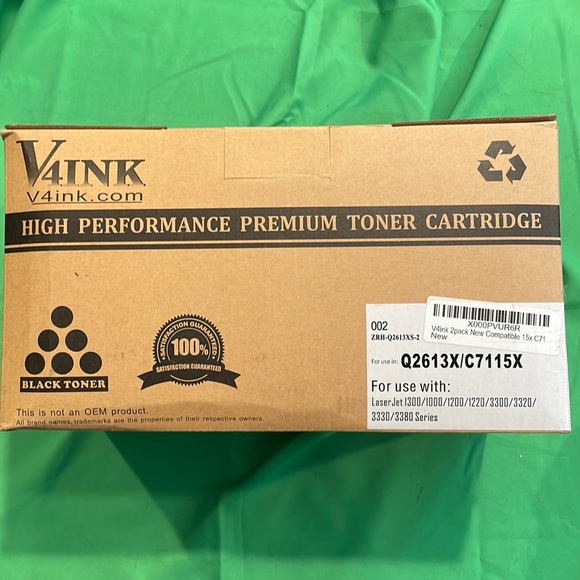 V4INK
V4ink.com
HIGH PERFORMANCE PREMIUM TONER CARTRIDGE
BLACK TONER
SATISFACTION GUARANTEED
100%
SATISFACTION GUARANTEED
This is not an OEM product.
All brand names, trademarks are the properties of their respective owners.
002
ZRH-Q2613XS-2
X000PVUR6R
V4ink 2pack New Compatible 15x C71
New
For use in: Q2613X/C7115X
For use with:
LaserJet 1300/1000/1200/1220/3300/3320/
3330/3380 Series